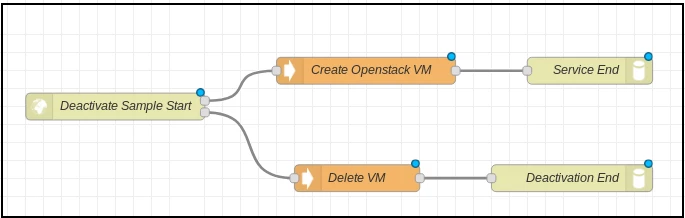 Create Openstack VM
Service End
Deactivate Sample Start
Delete VM
Deactivation End